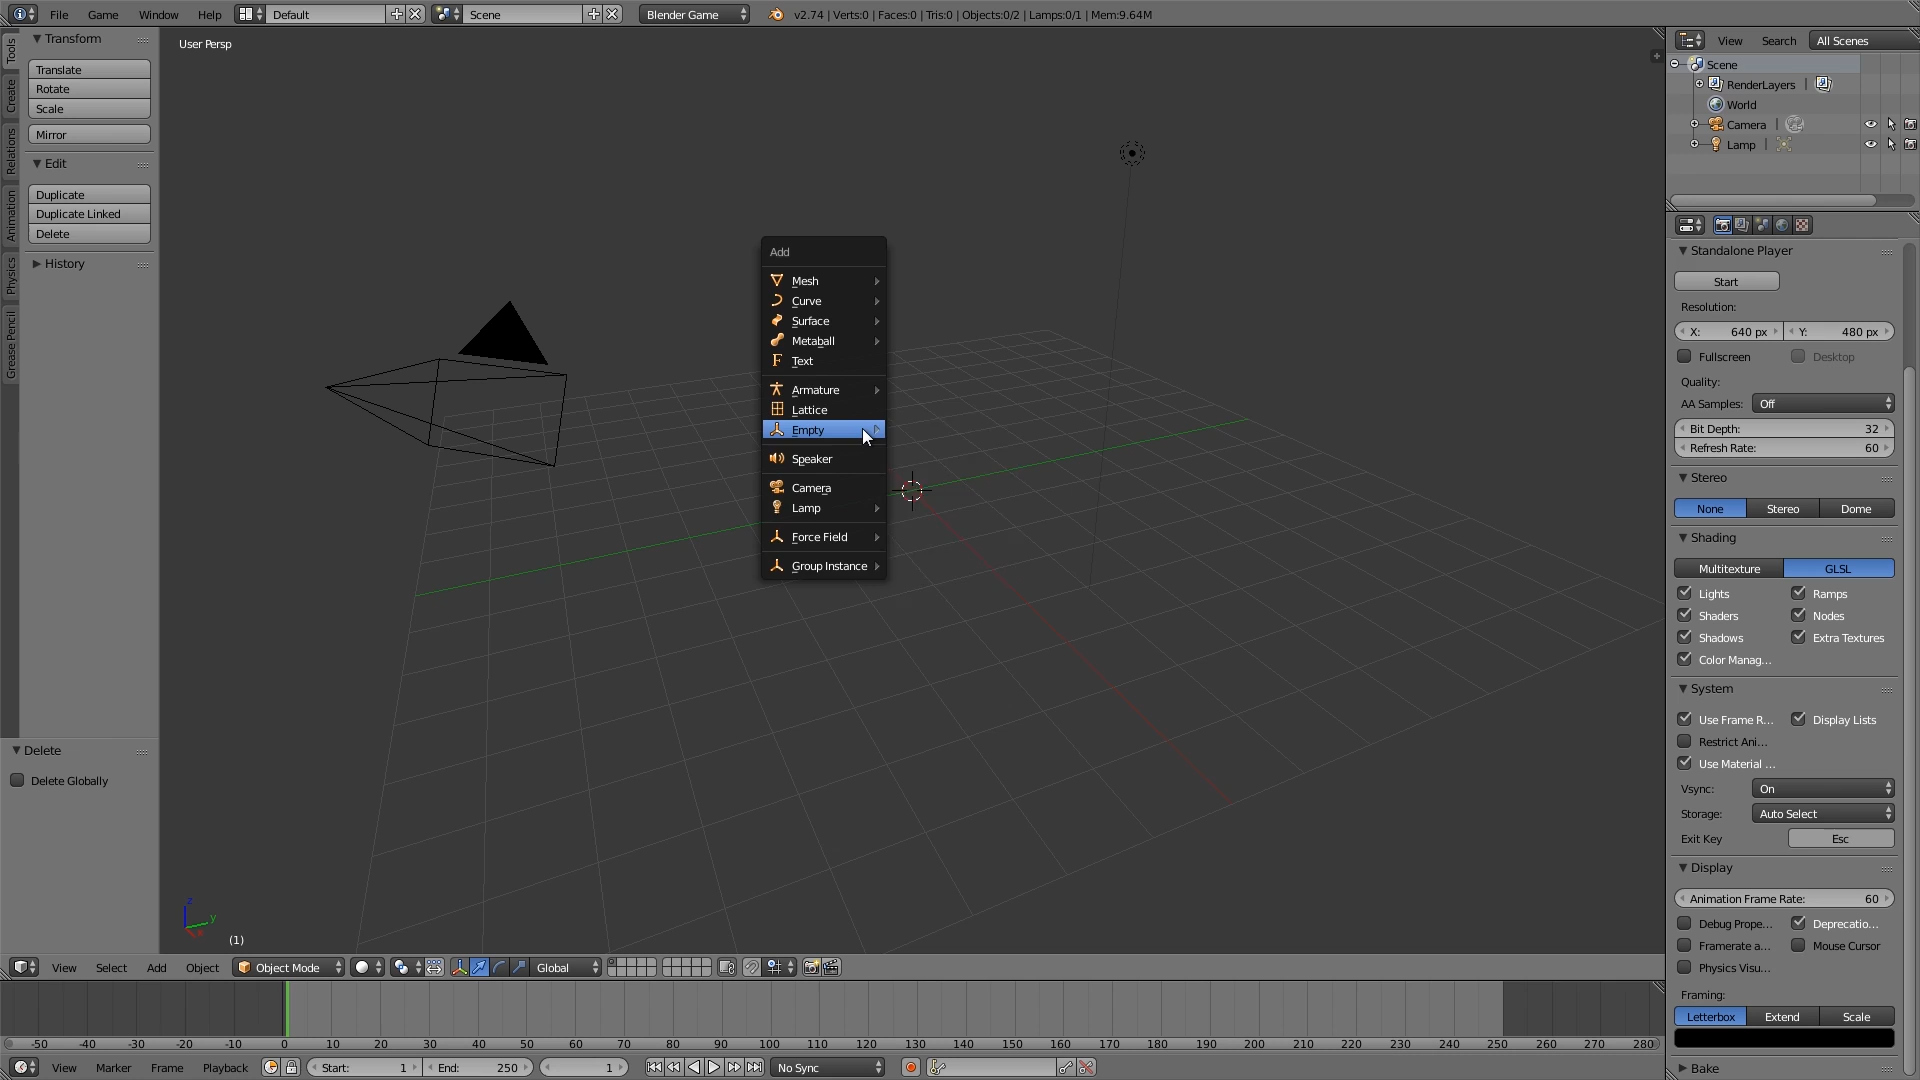 File Game Window Help Default Scene Blender Game v2.74 | Verts:0 | Faces:0 | Tris:0 | Objects:0/2 | Lamps:0/1 | Mem:9.64M
Tools
Create
Relations
Animation
Physics
Grease Pencil
Transform
Translate
Rotate
Scale
Mirror
Edit
Duplicate
Duplicate Linked
Delete
History
Delete
Delete Globally
User Persp
Add
Mesh
Curve
Surface
Metaball
Text
Armature
Lattice
Empty
Speaker
Camera
Lamp
Force Field
Group Instance
z
y
(1)
View Search All Scenes
Scene
RenderLayers |
World
Camera |
Lamp |
Standalone Player
Start
Resolution:
X: 640 px Y: 480 px
Fullscreen Desktop
Quality:
AA Samples: Off
Bit Depth: 32
Refresh Rate: 60
Stereo
None Stereo Dome
Shading
Multitexture GLSL
Lights Ramps
Shaders Nodes
Shadows Extra Textures
Color Manag...
System
Use Frame R... Display Lists
Restrict Ani...
Use Material ...
Vsync: On
Storage: Auto Select
Exit Key Esc
Display
Animation Frame Rate: 60
Debug Prope... Deprecatio...
Framerate a... Mouse Cursor
Physics Visu...
Framing:
Letterbox Extend Scale
Bake
View Select Add Object Object Mode Global
-50 -40 -30 -20 -10 0 10 20 30 40 50 60 70 80 90 100 110 120 130 140 150 160 170 180 190 200 210 220 230 240 250 260 270 280
View Marker Frame Playback Start: 1 End: 250 1 No Sync